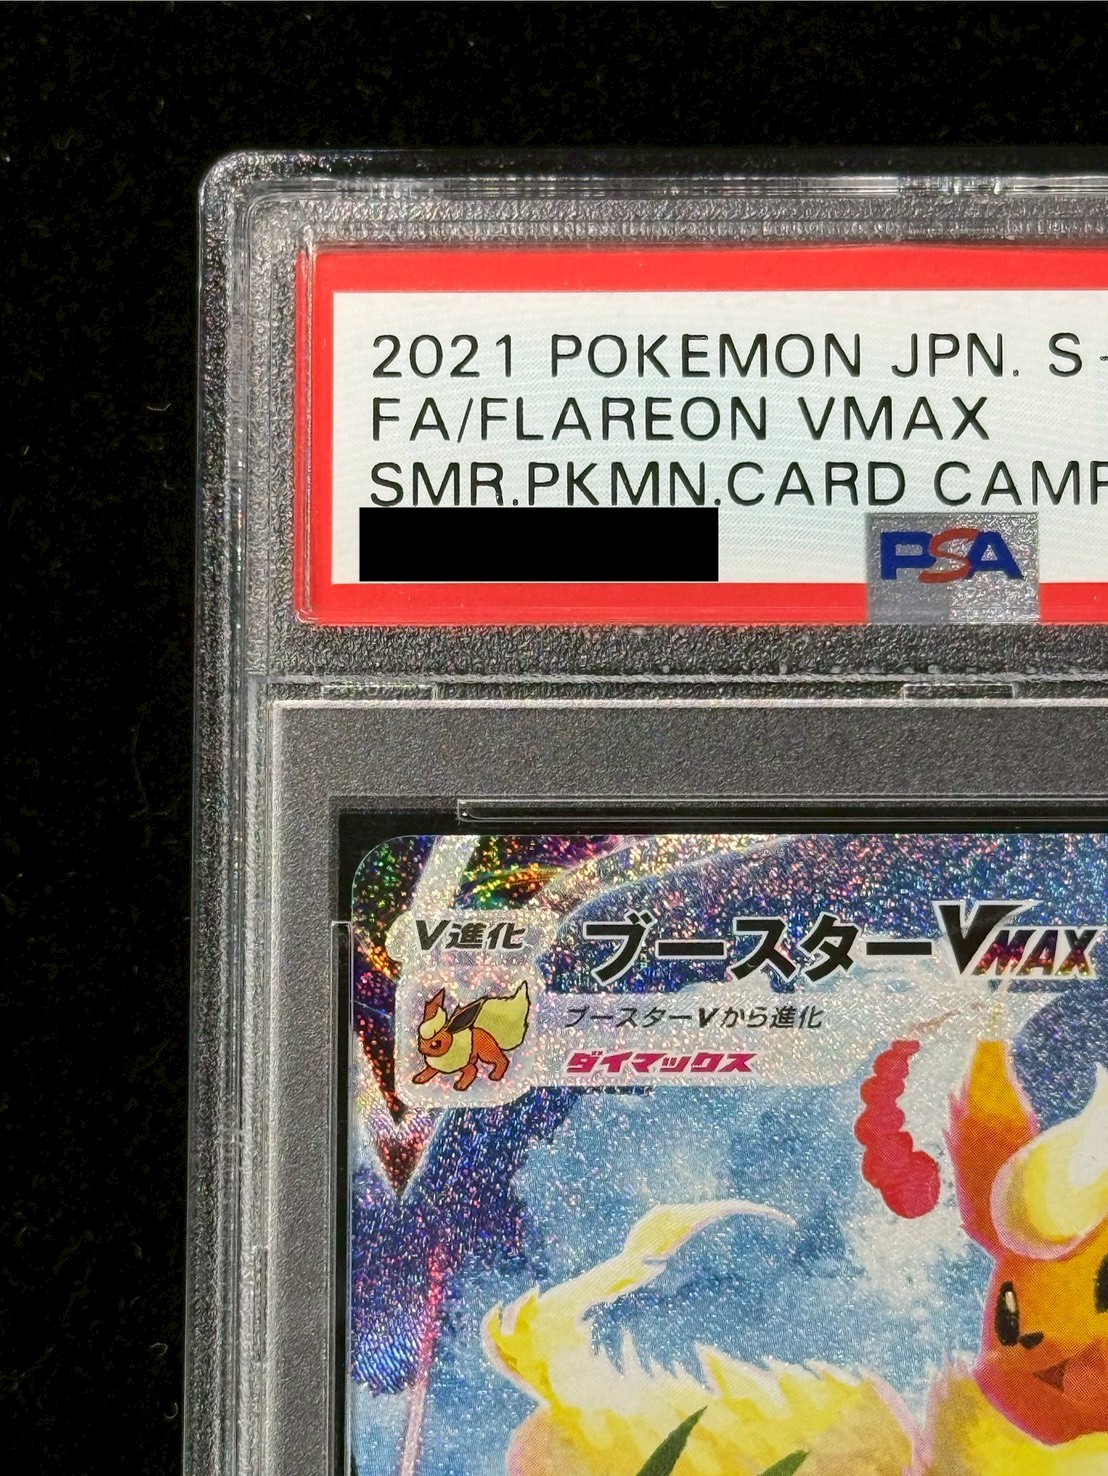 2021 POKEMON JPN. S
FA/FLAREON VMAX
SMR.PKMN.CARD CAMP
PSA
V進化
ブースターVMAX
ブースターVから進化
ダイマックス